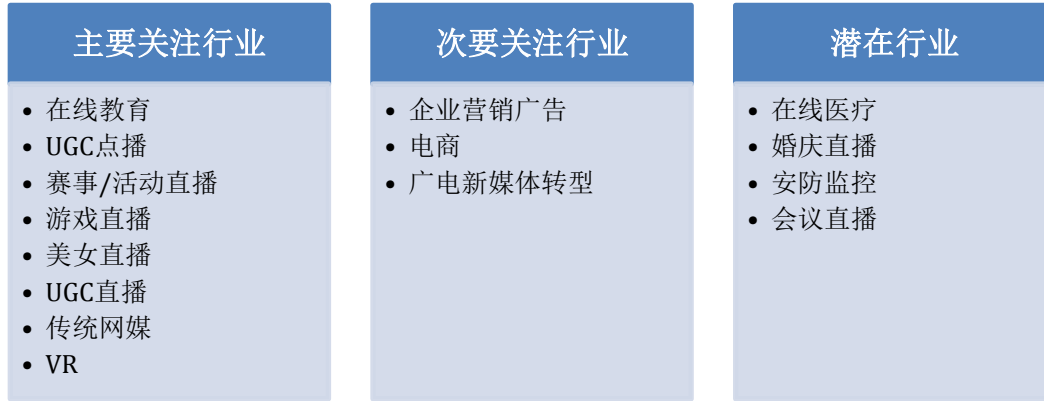 主要关注行业
• 在线教育
• UGC点播
• 赛事/活动直播
• 游戏直播
• 美女直播
• UGC直播
• 传统网媒
• VR
次要关注行业
• 企业营销广告
• 电商
• 广电新媒体转型
潜在行业
• 在线医疗
• 婚庆直播
• 安防监控
• 会议直播